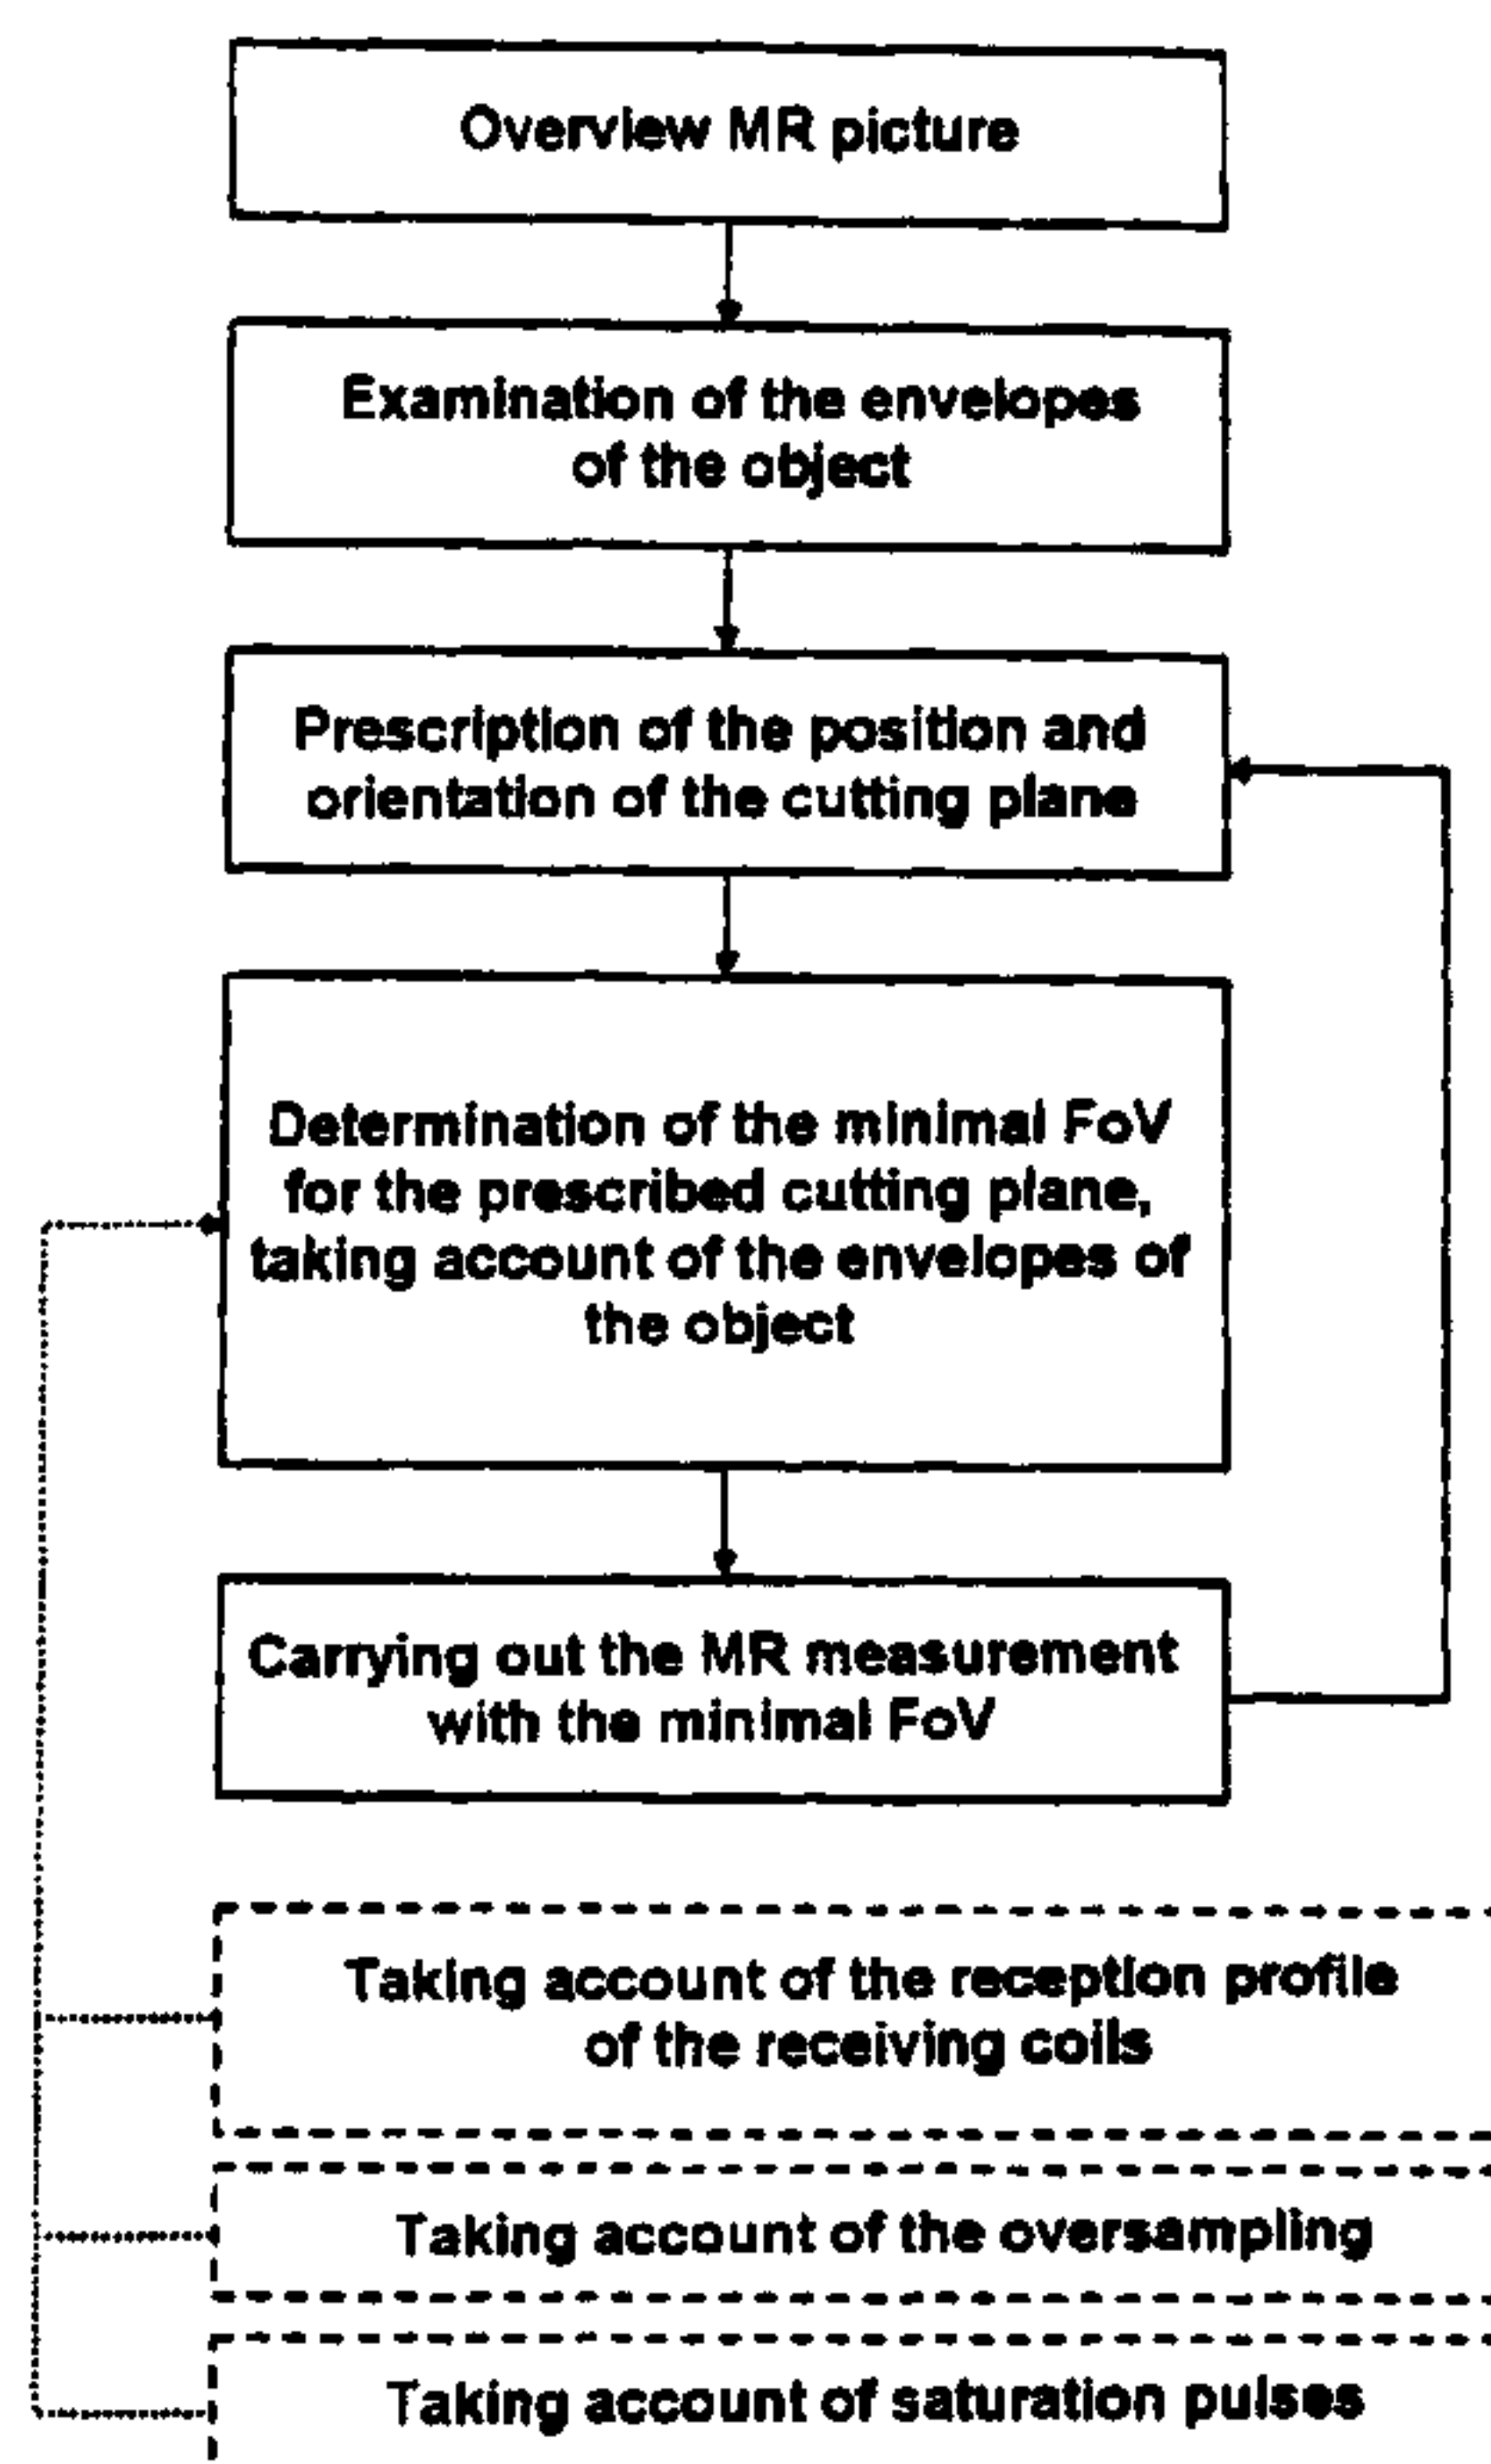 Overview MR picture
Examination of the envelopes
of the object
Prescription of the position and
orientation of the cutting plane
Determination of the minimal FoV
for the prescribed cutting plane,
taking account of the envelopes of
the object
Carrying out the MR measurement
with the minimal FoV
Taking account of the reception profile
of the receiving coils
Taking account of the oversampling
Taking account of saturation pulses